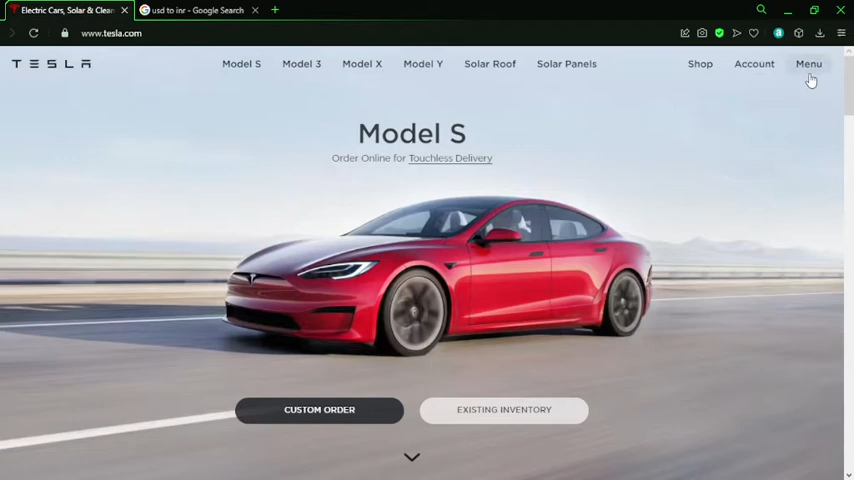 Electric Cars, Solar & Clean
usd to inr - Google Search
www.tesla.com
TESLA Model S Model 3 Model X Model Y Solar Roof Solar Panels Shop Account Menu
Model S
Order Online for Touchless Delivery
CUSTOM ORDER EXISTING INVENTORY